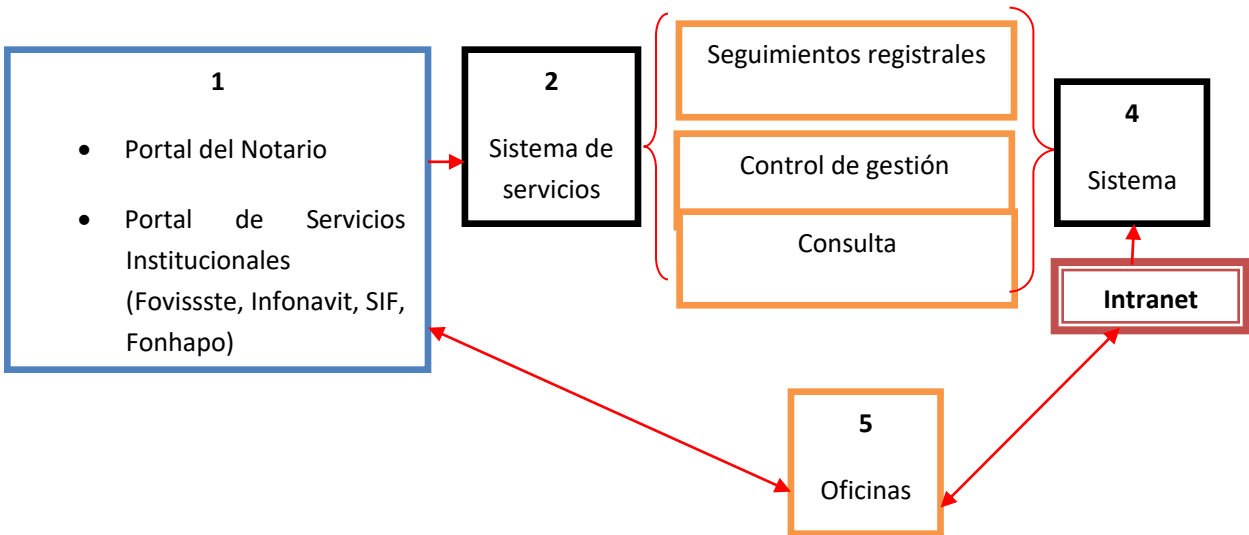 1
• Portal del Notario
• Portal de Servicios
Institucionales
(Fovissste, Infonavit, SIF,
Fonhapo)
2
Sistema de
servicios
Seguimientos registrales
Control de gestión
Consulta
4
Sistema
Intranet
5
Oficinas